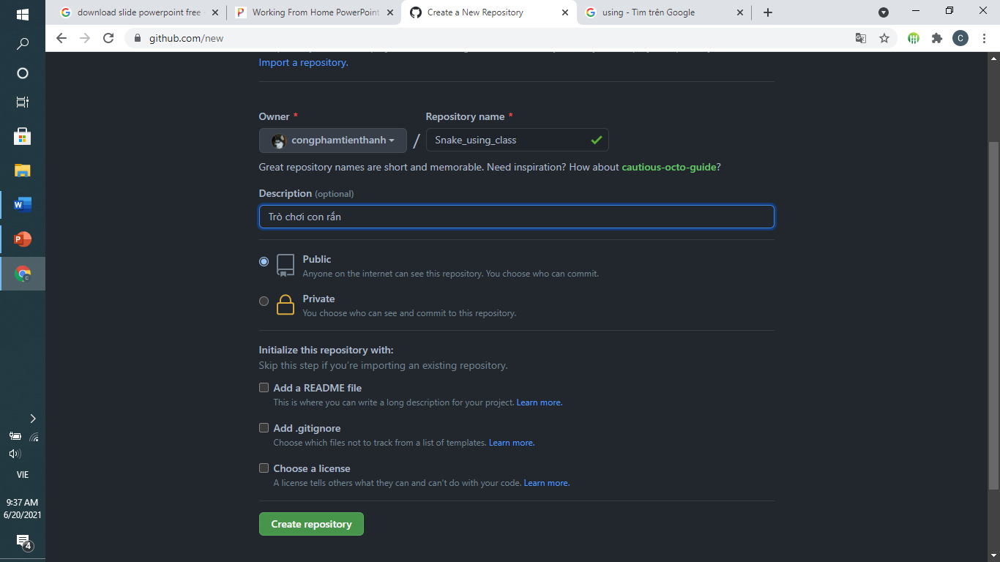 download slide powerpoint free
Working From Home PowerPoint
Create a New Repository
using - Tìm trên Google
github.com/new
C
Import a repository.
Owner *
Repository name *
congphamtienthanh
/
Snake_using_class
Great repository names are short and memorable. Need inspiration? How about cautious-octo-guide?
Description (optional)
Trò chơi con rắn
Public
Anyone on the internet can see this repository. You choose who can commit.
Private
You choose who can see and commit to this repository.
Initialize this repository with:
Skip this step if you're importing an existing repository.
Add a README file
This is where you can write a long description for your project. Learn more.
Add .gitignore
Choose which files not to track from a list of templates. Learn more.
Choose a license
A license tells others what they can and can't do with your code. Learn more.
Create repository
VIE
9:37 AM
6/20/2021
4